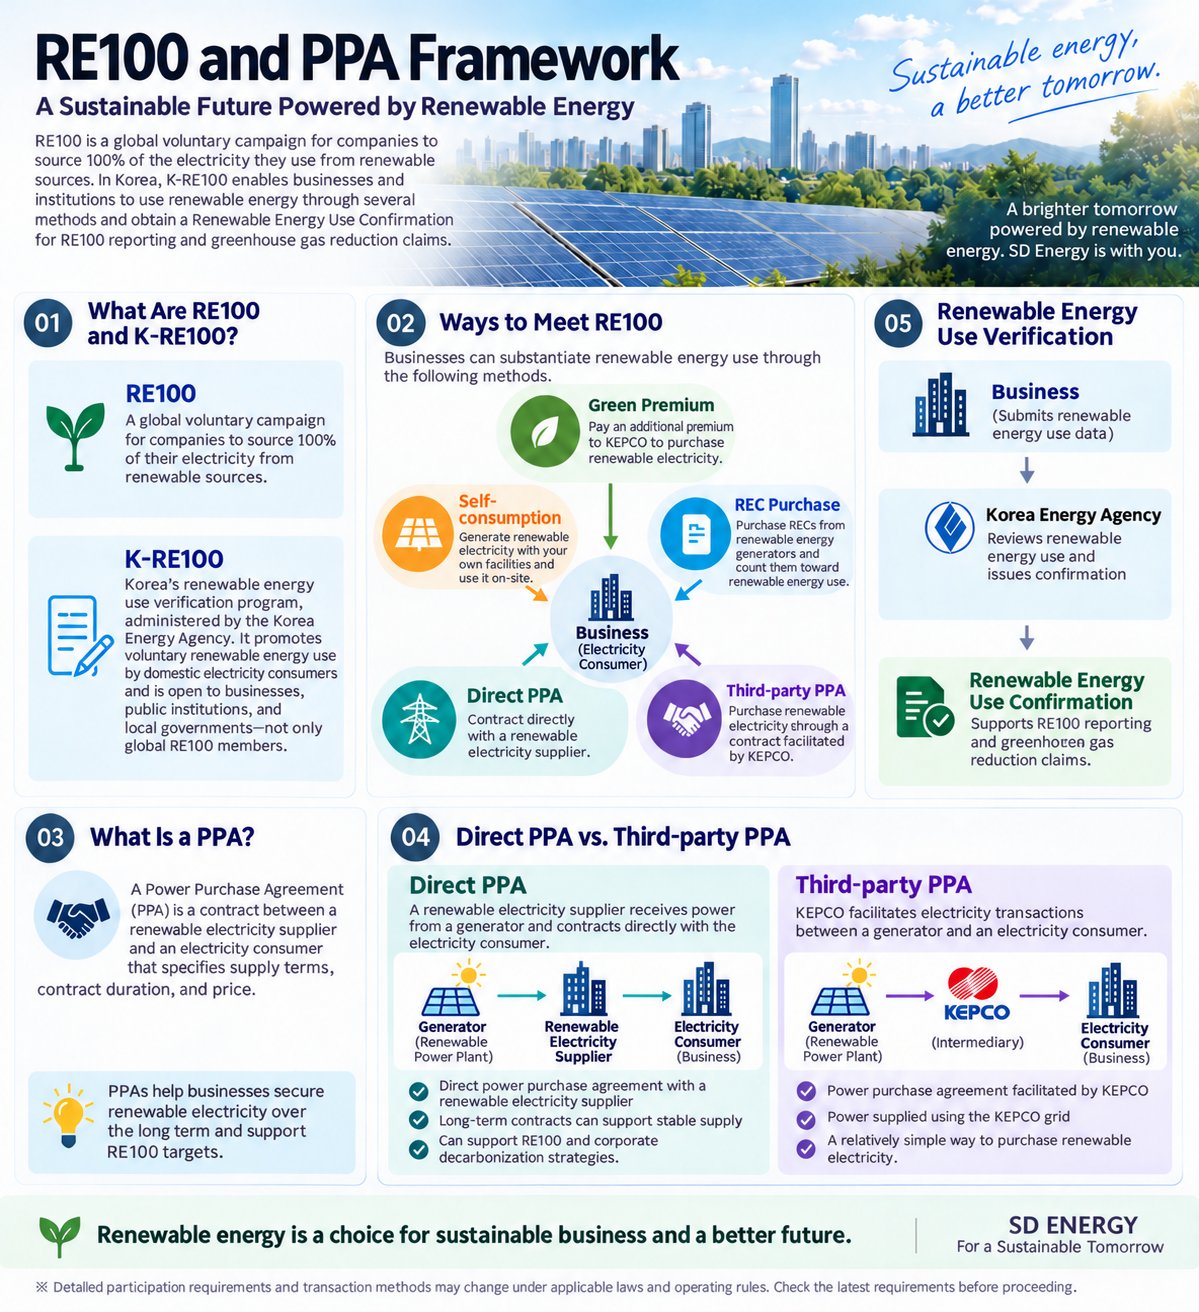 RE100 and PPA Framework
A Sustainable Future Powered by Renewable Energy
RE100 is a global voluntary campaign for companies to
source 100% of the electricity they use from renewable
sources. In Korea, K-RE100 enables businesses and
institutions to use renewable energy through several
methods and obtain a Renewable Energy Use Confirmation
for RE100 reporting and greenhouse gas reduction claims.
Sustainable energy,
a better tomorrow.
A brighter tomorrow
powered by renewable
energy. SD Energy is with you.
01
What Are RE100
and K-RE100?
RE100
A global voluntary campaign
for companies to source 100%
of their electricity from
renewable sources.
K-RE100
Korea's renewable energy
use verification program,
administered by the Korea
Energy Agency. It promotes
voluntary renewable energy use
by domestic electricity consumers
and is open to businesses,
public institutions, and
local governments—not only
global RE100 members.
02
Ways to Meet RE100
Businesses can substantiate renewable energy use through
the following methods.
Green Premium
Pay an additional premium
to KEPCO to purchase
renewable electricity.
Self-
consumption
Generate renewable
electricity with your
own facilities and
use it on-site.
REC Purchase
Purchase RECs from
renewable energy
generators and
count them toward
renewable energy use.
Business
(Electricity
Consumer)
Direct PPA
Contract directly
with a renewable
electricity supplier.
Third-party PPA
Purchase renewable
electricity through a
contract facilitated
by KEPCO.
05
Renewable Energy
Use Verification
Business
(Submits renewable
energy use data)
Korea Energy Agency
Reviews renewable
energy use and
issues confirmation
Renewable Energy
Use Confirmation
Supports RE100 reporting
and gas
reduction claims.
03
What Is a PPA?
A Power Purchase Agreement
(PPA) is a contract between a
renewable electricity supplier
and an electricity consumer
that specifies supply terms,
contract duration, and price.
PPAs help businesses secure
renewable electricity over
the long term and support
RE100 targets.
04
Direct PPA vs. Third-party PPA
Direct PPA
A renewable electricity supplier receives power
from a generator and contracts directly with the
electricity consumer.
Generator
(Renewable
Power Plant)
Renewable
Electricity
Supplier
Electricity
Consumer
(Business)
Direct power purchase agreement with a
renewable electricity supplier
Long-term contracts can support stable supply
Can support RE100 and corporate
decarbonization strategies.
Third-party PPA
KEPCO facilitates electricity transactions
between a generator and an electricity consumer.
Generator
(Renewable
Power Plant)
KEPCO
(Intermediary)
Electricity
Consumer
(Business)
Power purchase agreement facilitated by KEPCO
Power supplied using the KEPCO grid
A relatively simple way to purchase renewable
electricity.
Renewable energy is a choice for sustainable business and a better future.
SD ENERGY
For a Sustainable Tomorrow
※ Detailed participation requirements and transaction methods may change under applicable laws and operating rules. Check the latest requirements before proceeding.